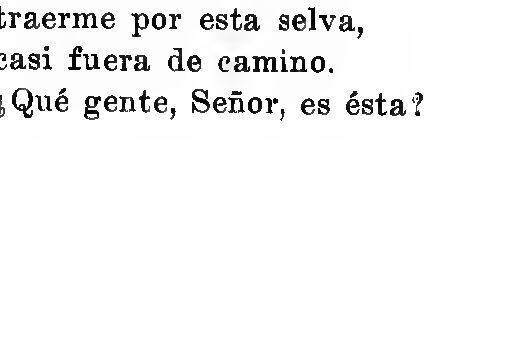 traerme por esta selva,
casi fuera de camino.
¿Qué gente, Señor, es ésta?